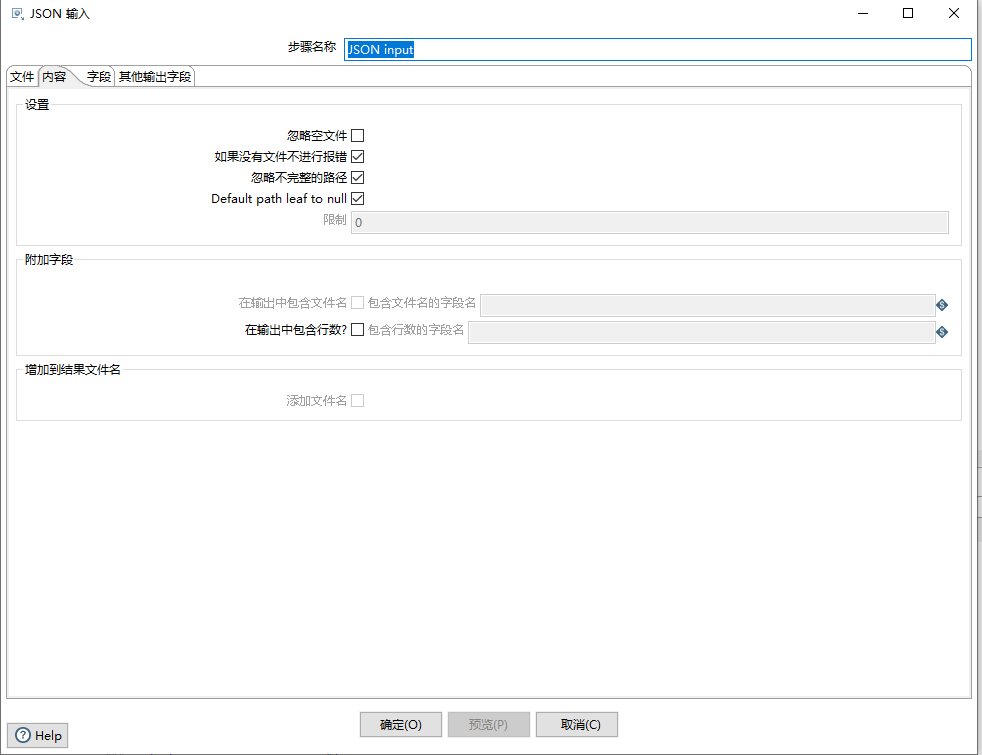 JSON 输入
步骤名称 JSON input
文件 内容 字段 其他输出字段
设置
忽略空文件
如果没有文件不进行报错
忽略不完整的路径
Default path leaf to null
限制 0
附加字段
在输出中包含文件名 包含文件名的字段名
在输出中包含行数? 包含行数的字段名
增加到结果文件名
添加文件名
确定(O) 预览(P) 取消(C)
Help